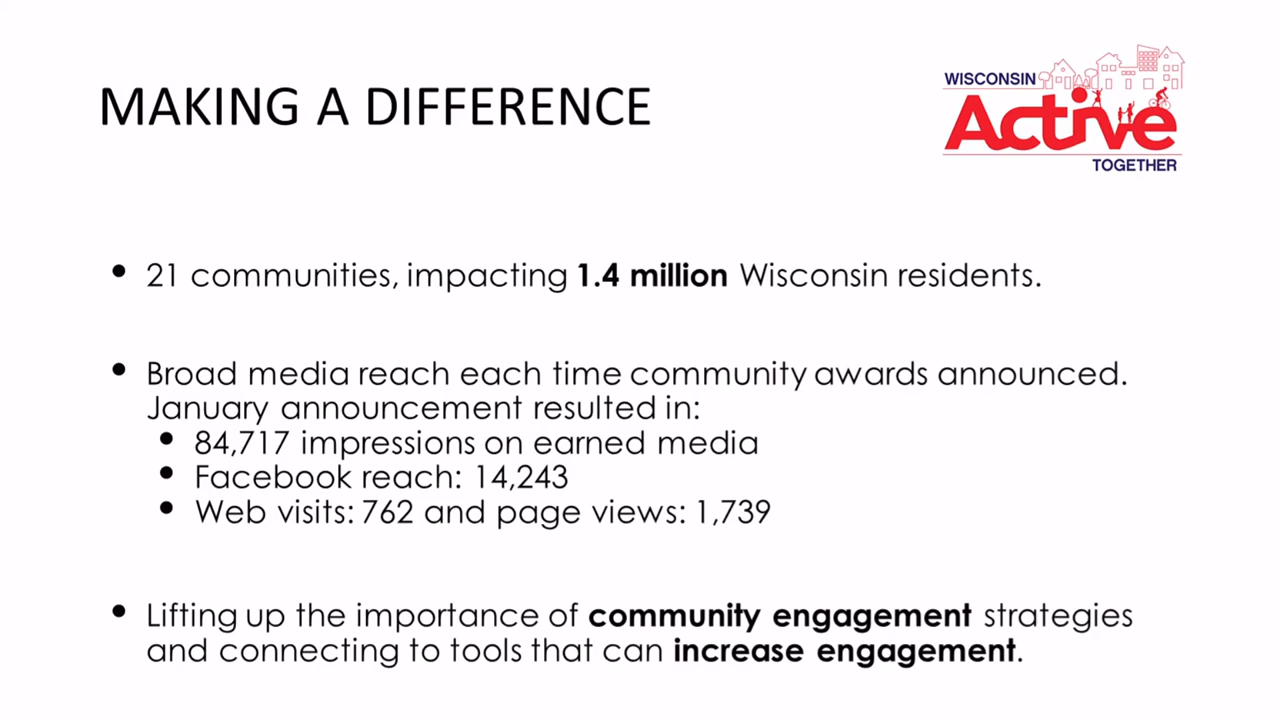 MAKING A DIFFERENCE
WISCONSIN
Active
TOGETHER
• 21 communities, impacting 1.4 million Wisconsin residents.
• Broad media reach each time community awards announced.
January announcement resulted in:
• 84,717 impressions on earned media
• Facebook reach: 14,243
• Web visits: 762 and page views: 1,739
• Lifting up the importance of community engagement strategies
and connecting to tools that can increase engagement.